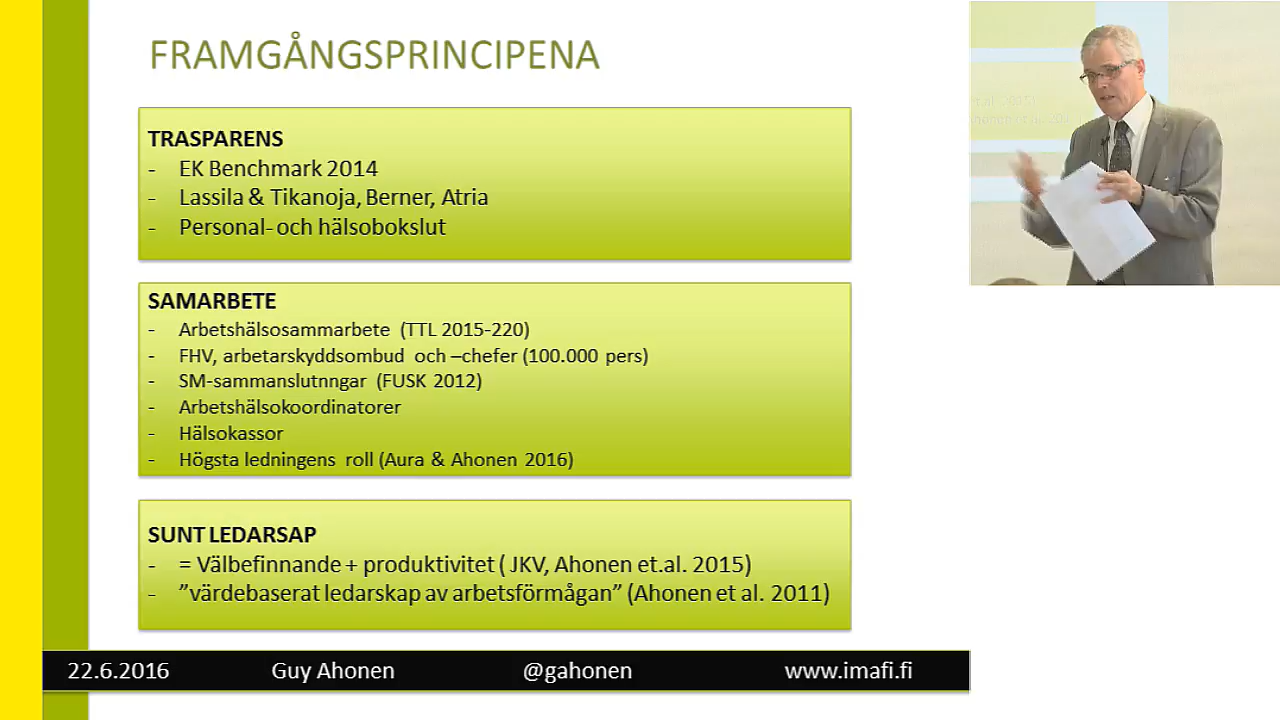 FRAMGÅNGSPRINCIPENA
TRASPARENS
- EK Benchmark 2014
- Lassila & Tikanoja, Berner, Atria
- Personal- och hälsobokslut
SAMARBETE
- Arbetshälsosammarbete (TTL 2015-220)
- FHV, arbetarskyddsombud och –chefer (100.000 pers)
- SM-sammanslutnngar (FUSK 2012)
- Arbetshälsokoordinatorer
- Hälsokassor
- Högsta ledningens roll (Aura & Ahonen 2016)
SUNT LEDARSAP
- = Välbefinnande + produktivitet ( JKV, Ahonen et.al. 2015)
- ”värdebaserat ledarskap av arbetsförmågan” (Ahonen et al. 2011)
22.6.2016 Guy Ahonen @gahonen www.imafi.fi